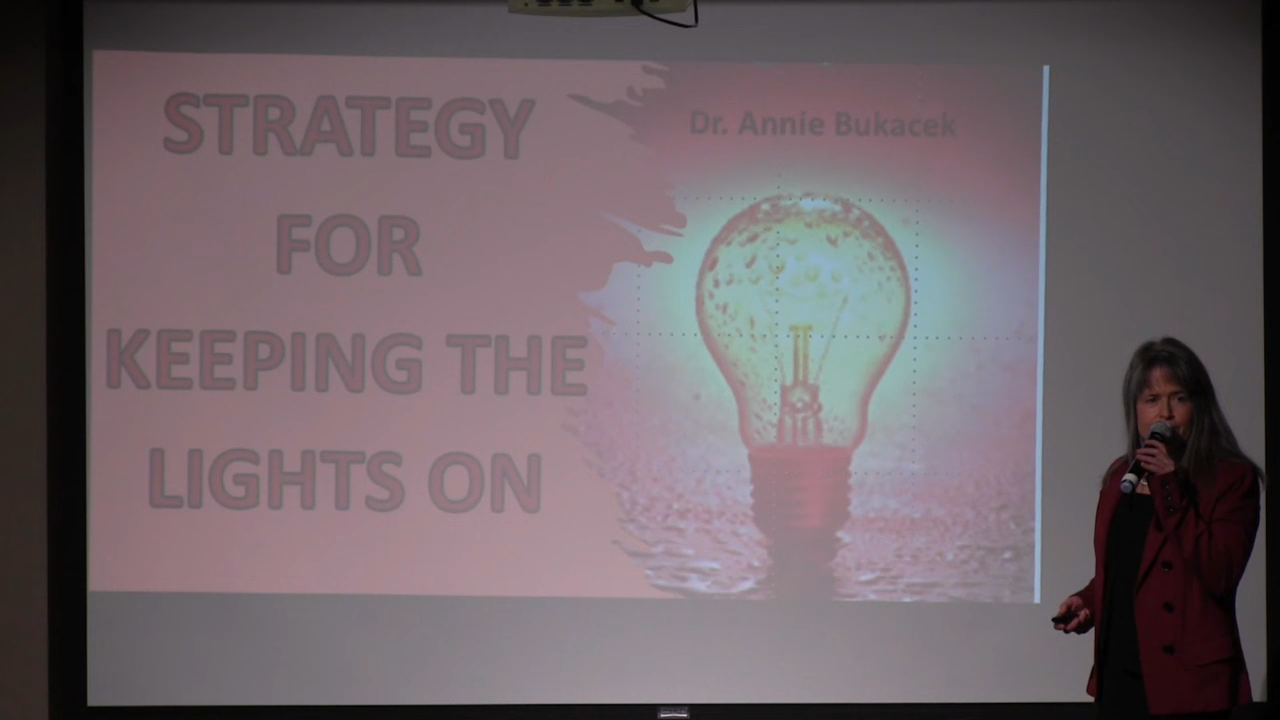 STRATEGY
FOR
KEEPING THE
LIGHTS ON
Dr. Annie Bukacek